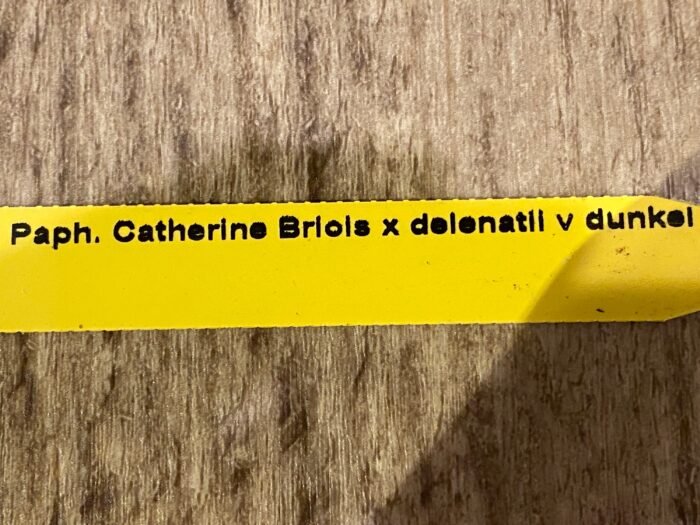 Paph. Catherine Briois x delenatii v dunkel